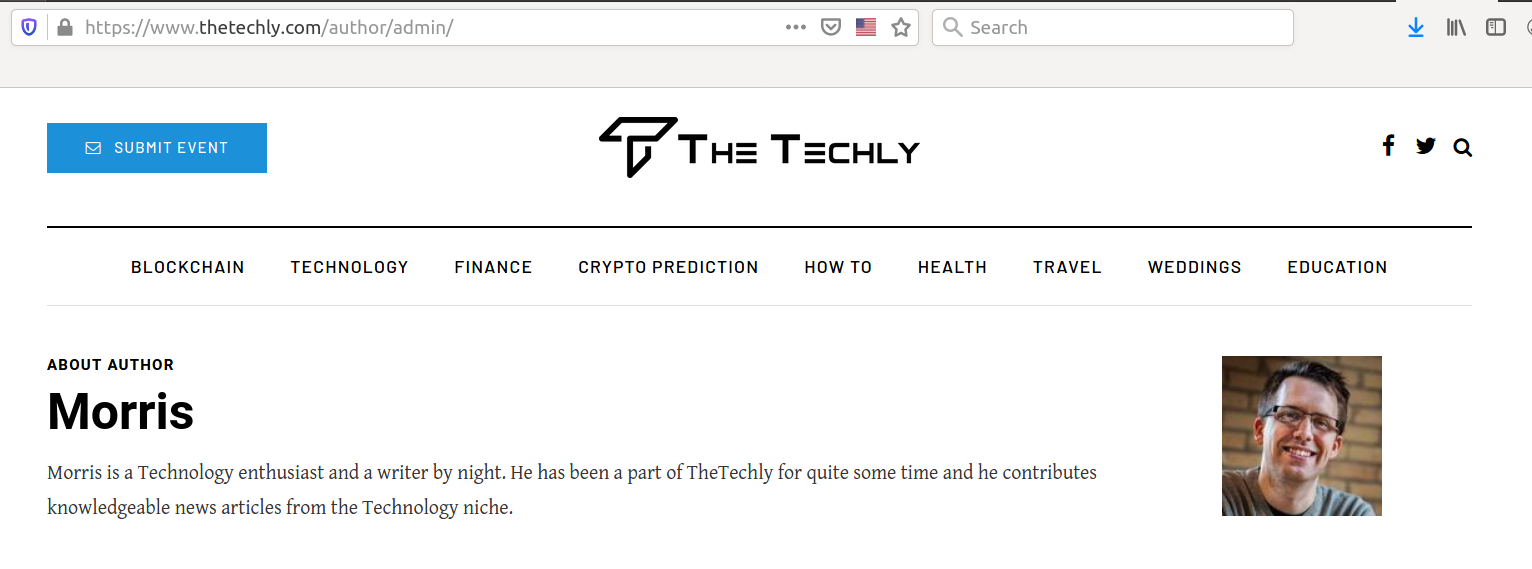 https://www.thetechly.com/author/admin/
Search
SUBMIT EVENT
THE TECHLY
BLOCKCHAIN TECHNOLOGY FINANCE CRYPTO PREDICTION HOW TO HEALTH TRAVEL WEDDINGS EDUCATION
ABOUT AUTHOR
Morris
Morris is a Technology enthusiast and a writer by night. He has been a part of TheTechly for quite some time and he contributes
knowledgeable news articles from the Technology niche.